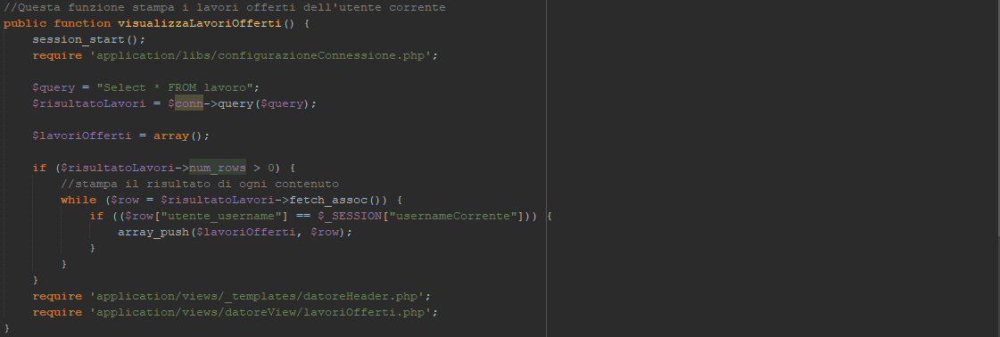 //Questa funzione stampa i lavori offerti dell'utente corrente
public function visualizzaLavoriOfferti() {
session_start();
require 'application/libs/configurazioneConnessione.php';
$query = "Select * FROM lavoro";
$risultatoLavori = $conn->query($query);
$lavoriOfferti = array();
if ($risultatoLavori->num_rows > 0) {
//stampa il risultato di ogni contenuto
while ($row = $risultatoLavori->fetch_assoc()) {
if (($row["utente_username"] == $_SESSION["usernameCorrente"])) {
array_push($lavoriOfferti, $row);
}
}
}
require 'application/views/_templates/datoreHeader.php';
require 'application/views/datoreView/lavoriOfferti.php';
}